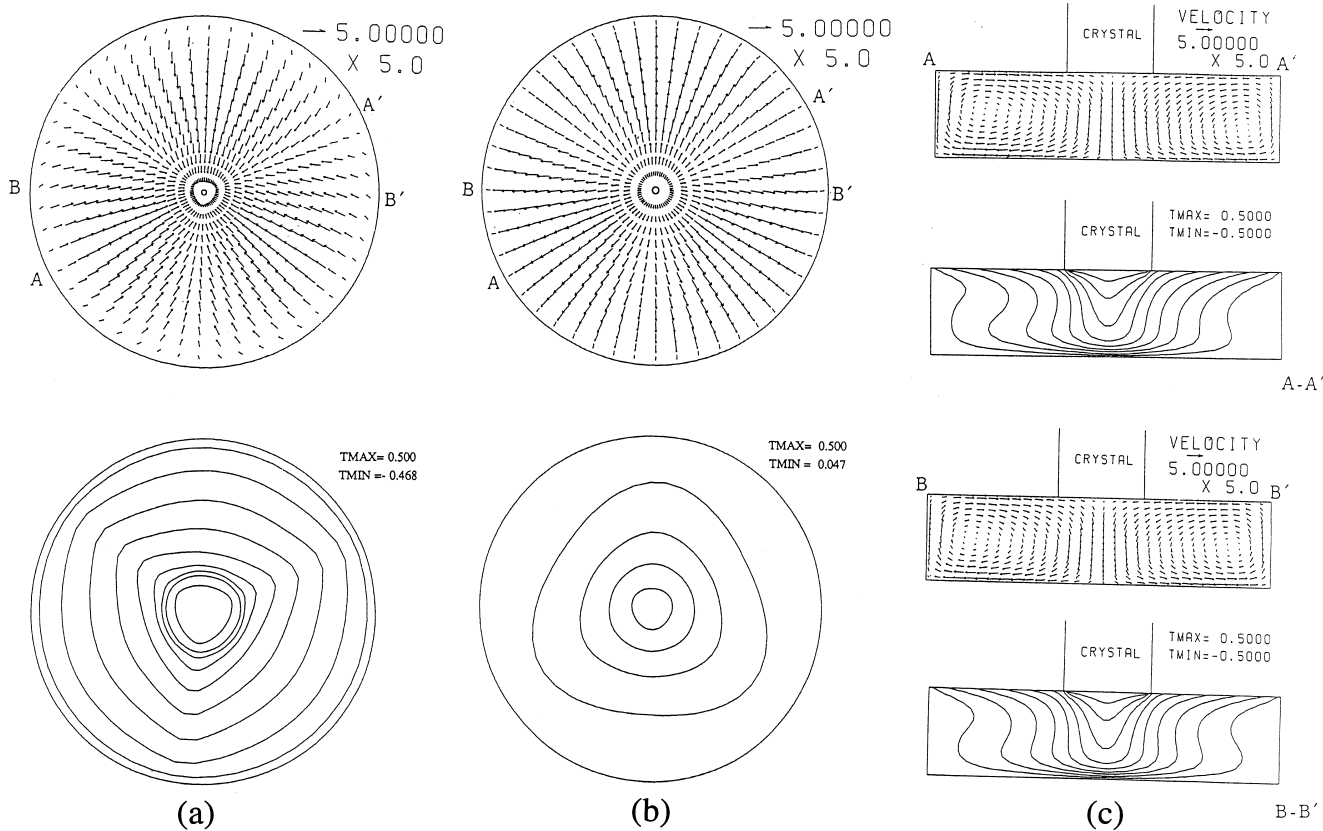 5.00000
X 5.0
A′
B
B′
A
TMAX= 0.500
TMIN =- 0.468
(a)
5.00000
X 5.0
A′
B
B′
A
TMAX= 0.500
TMIN = 0.047
(b)
CRYSTAL
VELOCITY
5.00000
X 5.0
A
A′
CRYSTAL
TMAX= 0.5000
TMIN=-0.5000
A-A′
CRYSTAL
VELOCITY
5.00000
X 5.0
B
B′
CRYSTAL
TMAX= 0.5000
TMIN=-0.5000
B-B′
(c)